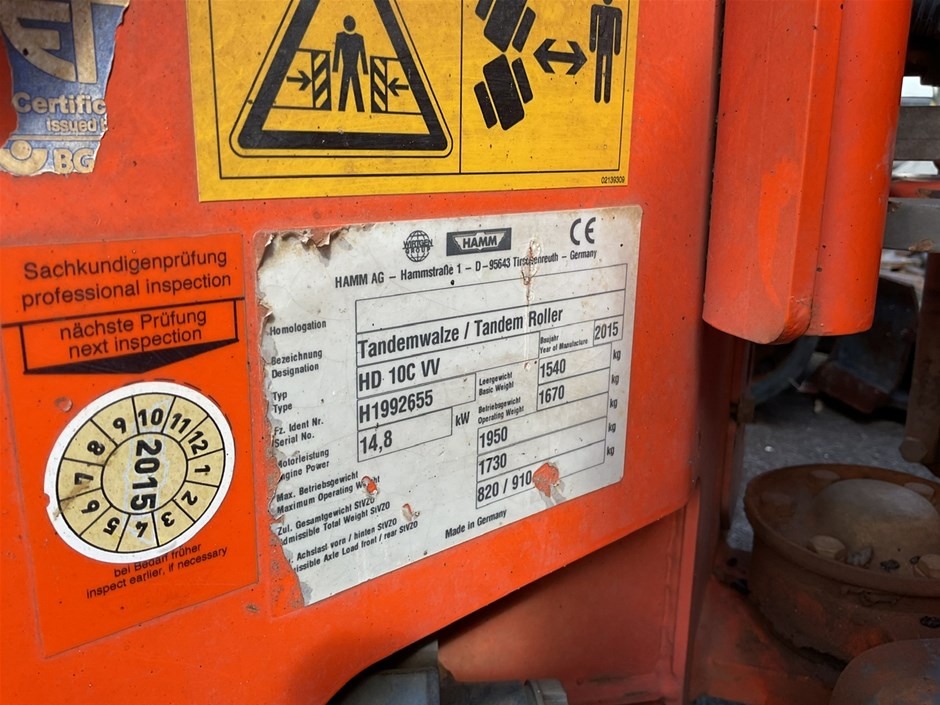 ET
Certific
issued
BG
02139309
Sachkundigenprüfung
professional inspection
nächste Prüfung
next inspection
1 2 3 4 5 6 7 8 9 10 11 12
2015
bei Bedarf früher
inspect earlier, if necessary
WIRTGEN GROUP
HAMM
CE
HAMM AG – Hammstraße 1 – D-95643 Tirschenreuth – Germany
Homologation
Bezeichnung
Designation
Tandemwalze / Tandem Roller
Typ
Type
HD 10C VV
Baujahr
Year of Manufacture
2015
Fz. Ident Nr.
Serial No.
H1992655
Leergewicht
Basic Weight
1540
kg
Motorleistung
Engine Power
14,8
kW
Betriebsgewicht
Operating Weight
1670
kg
Max. Betriebsgewicht
Maximum Operating Weight
1950
kg
Zul. Gesamtgewicht StVZO
dmissible Total Weight StVZO
1730
kg
. Achslast vorn / hinten StVZO
issible Axle Load front / rear StVZO
820 / 910
kg
Made in Germany